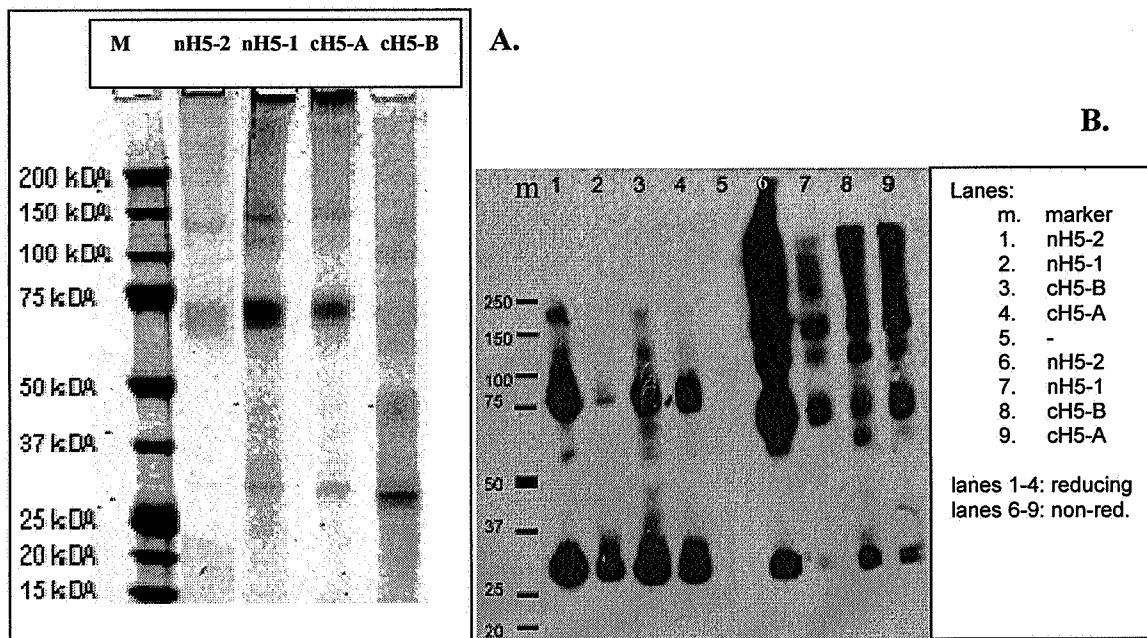 M nH5-2 nH5-1 cH5-A cH5-B
A.
200 kDA
150 kDA
100 kDA
75 kDA
50 kDA
37 kDA
25 kDA
20 kDA
15 kDA
B.
m 1 2 3 4 5 6 7 8 9
250
150
100
75
50
37
25
20
Lanes:
m. marker
1. nH5-2
2. nH5-1
3. cH5-B
4. cH5-A
5. -
6. nH5-2
7. nH5-1
8. cH5-B
9. cH5-A
lanes 1-4: reducing
lanes 6-9: non-red.